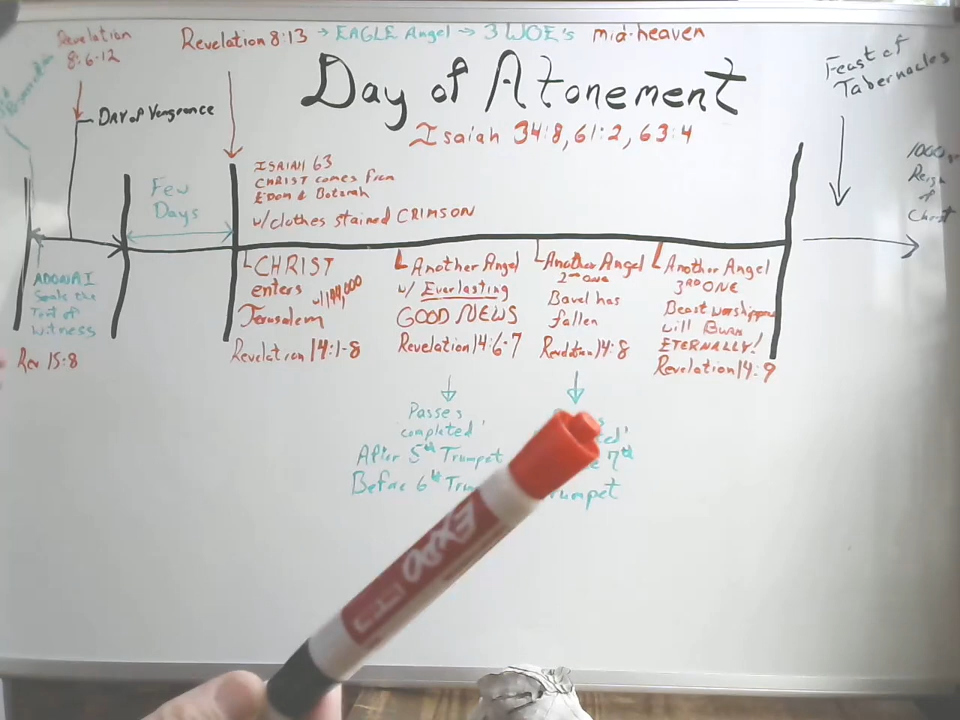 Revelation
8:6-12
Revelation 8:13 → EAGLE Angel → 3 WOE's mid-heaven
Day of Atonement
Isaiah 34:8, 61:2, 63:4
DAY of Vengeance
Feast of
Tabernacles
1000
Reign
of
Christ
Few
Days
ISAIAH 63
CHRIST comes from
EDOM & Botzrah
w/clothes stained CRIMSON
ADONAI
Seals the
Tent of
Witness
Rev 15:8
CHRIST
enters w/144,000
Jerusalem
Revelation 14:1-8
Another Angel
w/ Everlasting
GOOD NEWS
Revelation 14:6-7
Another Angel
2nd ONE
Bavel has
fallen
Revelation 14:8
Another Angel
3RD ONE
Beast worshippers
will Burn
ETERNALLY!
Revelation 14:9
Passes
completed
After 5th Trumpet
Before 6th
7th
EXPO